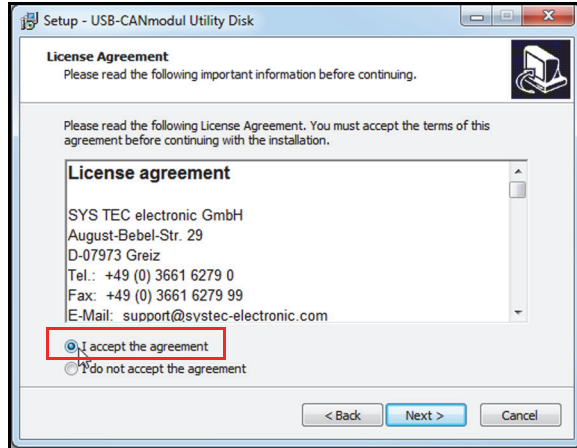 Setup - USB-CANmodul Utility Disk
License Agreement
Please read the following important information before continuing.
Please read the following License Agreement. You must accept the terms of this
agreement before continuing with the installation.
License agreement
SYS TEC electronic GmbH
August-Bebel-Str. 29
D-07973 Greiz
Tel.: +49 (0) 3661 6279 0
Fax: +49 (0) 3661 6279 99
E-Mail: support@systec-electronic.com
I accept the agreement
I do not accept the agreement
< Back Next > Cancel